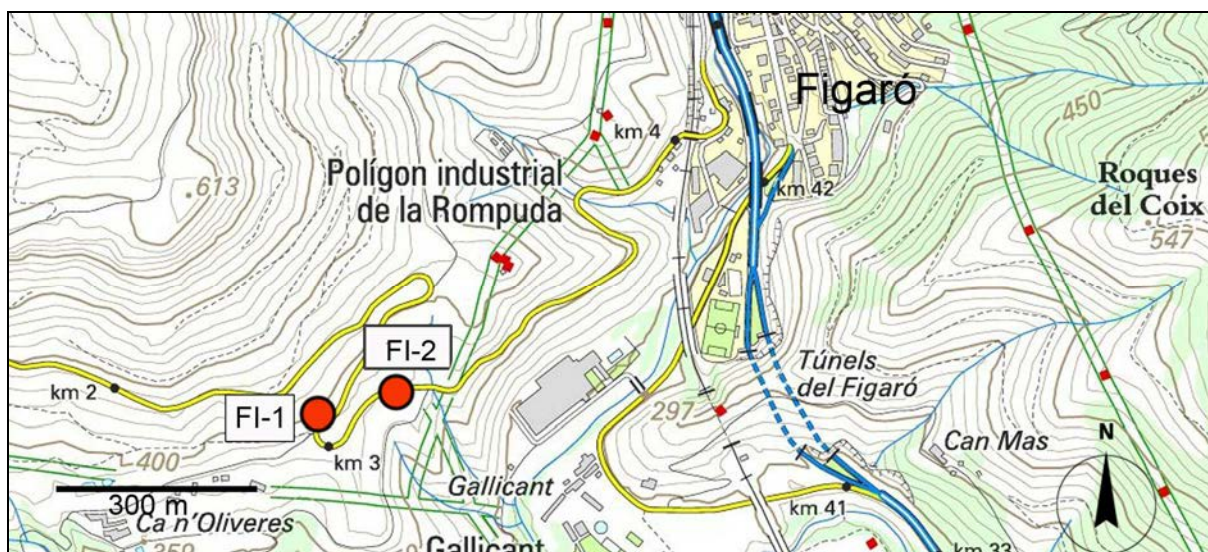 Figaró
450
km 4
613
Polígon industrial
de la Rompuda
km 42
Roques
del Coix
547
FI-2
Túnels
del Figaró
km 2
FI-1
297
km 3
400
Can Mas
N
Gallicant
300 m
km 41
Ca n'Oliveres
350
Gallicant
km 33